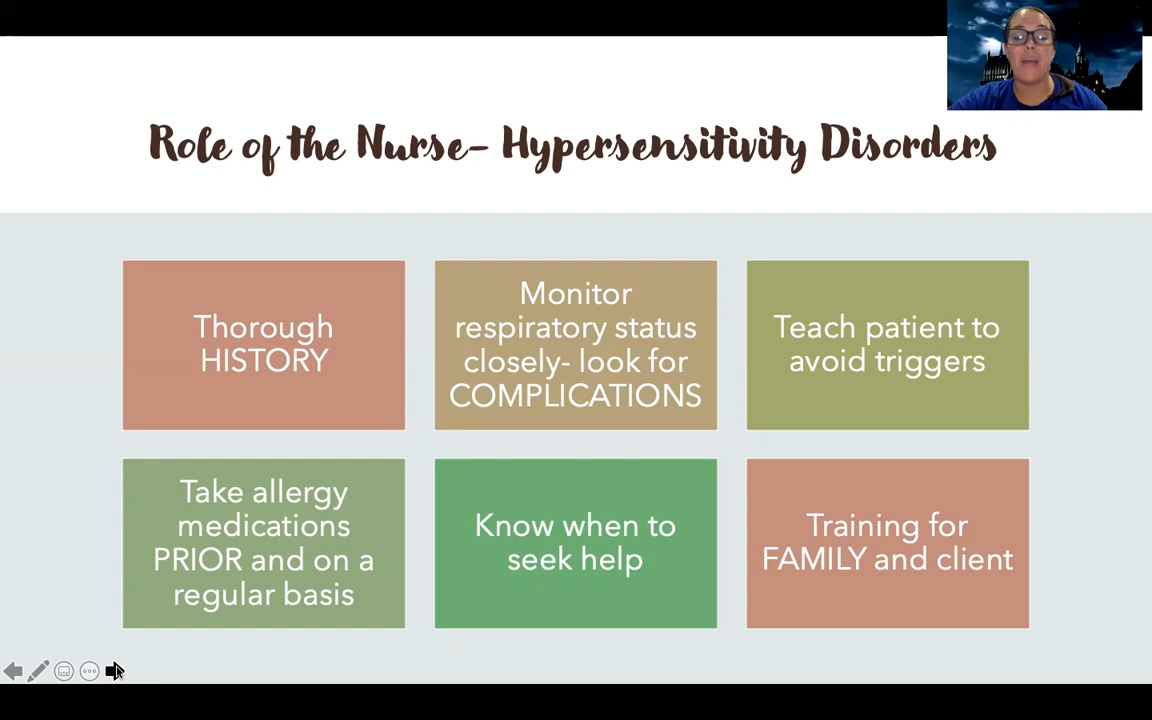 Role of the Nurse- Hypersensitivity Disorders
Thorough
HISTORY
Monitor
respiratory status
closely- look for
COMPLICATIONS
Teach patient to
avoid triggers
Take allergy
medications
PRIOR and on a
regular basis
Know when to
seek help
Training for
FAMILY and client